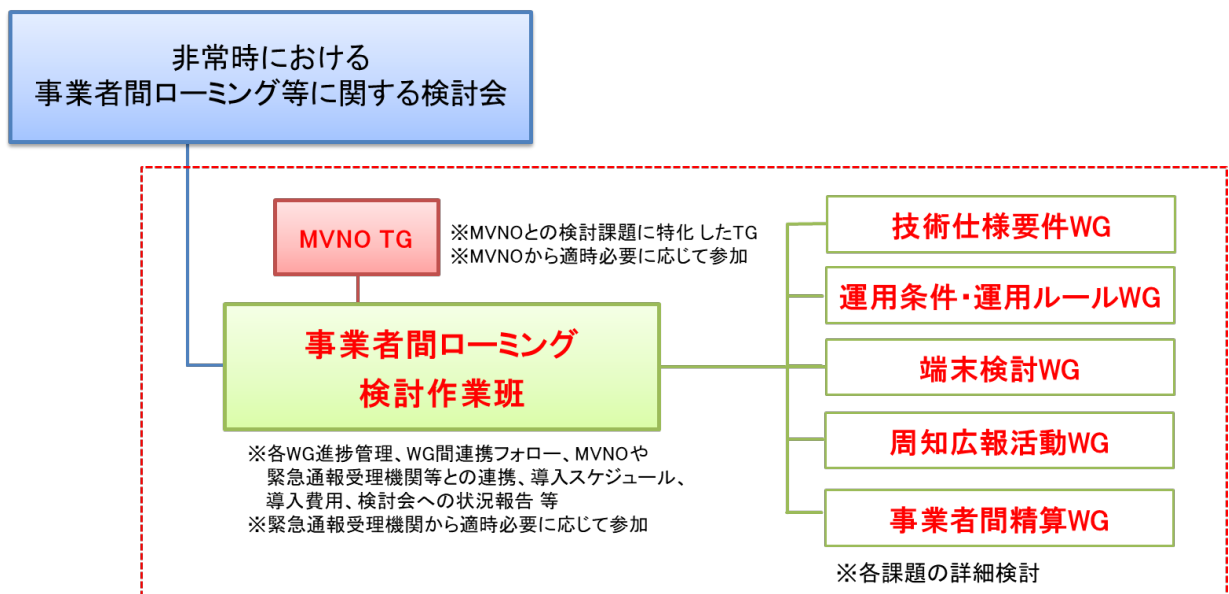 非常時における
事業者間ローミング等に関する検討会
MVNO TG
※MVNOとの検討課題に特化したTG
※MVNOから適時必要に応じて参加
事業者間ローミング
検討作業班
※各WG進捗管理、WG間連携フォロー、MVNOや
緊急通報受理機関等との連携、導入スケジュール、
導入費用、検討会への状況報告 等
※緊急通報受理機関から適時必要に応じて参加
技術仕様要件WG
運用条件・運用ルールWG
端末検討WG
周知広報活動WG
事業者間精算WG
※各課題の詳細検討